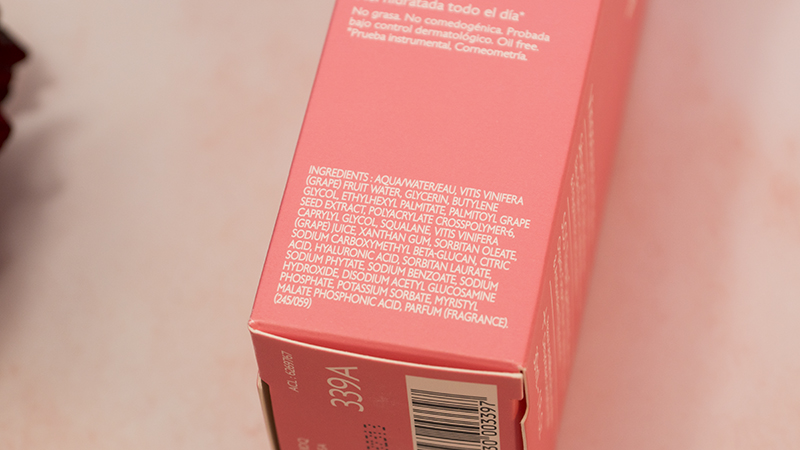 hidratada todo el día*
No grasa. No comedogénica. Probada
bajo control dermatológico. Oil free.
*Prueba instrumental, Corneometría.
INGREDIENTS : AQUA/WATER/EAU, VITIS VINIFERA
(GRAPE) FRUIT WATER, GLYCERIN, BUTYLENE
GLYCOL, ETHYLHEXYL PALMITATE, PALMITOYL GRAPE
SEED EXTRACT, POLYACRYLATE CROSSPOLYMER-6,
CAPRYLYL GLYCOL, SQUALANE, VITIS VINIFERA
(GRAPE) JUICE, XANTHAN GUM, SORBITAN OLEATE,
SODIUM CARBOXYMETHYL BETA-GLUCAN, CITRIC
ACID, HYALURONIC ACID, SORBITAN LAURATE,
SODIUM PHYTATE, SODIUM BENZOATE, SODIUM
HYDROXIDE, DISODIUM ACETYL GLUCOSAMINE
PHOSPHATE, POTASSIUM SORBATE, MYRISTYL
MALATE PHOSPHONIC ACID, PARFUM (FRAGRANCE).
(245/059)
ACL : 6269767
339A
30 003397